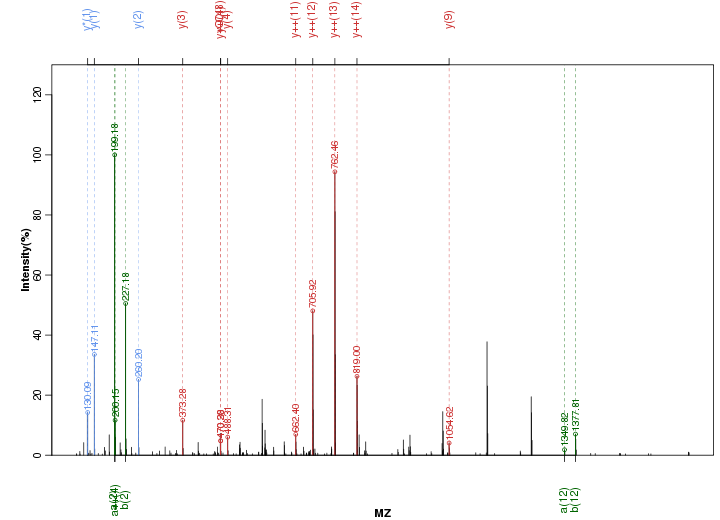 y*(1)
y(1)
y(2)
y(3)
y(4)
y++(11)
y++(12)
y++(13)
y++(14)
y(9)
Intensity(%)
0
20
40
60
80
100
120
130.09
147.11
199.18
200.15
227.18
260.20
373.28
488.31
662.40
705.92
762.46
819.00
1054.62
1349.82
1377.81
b(2)
a(12)
b(12)
MZ